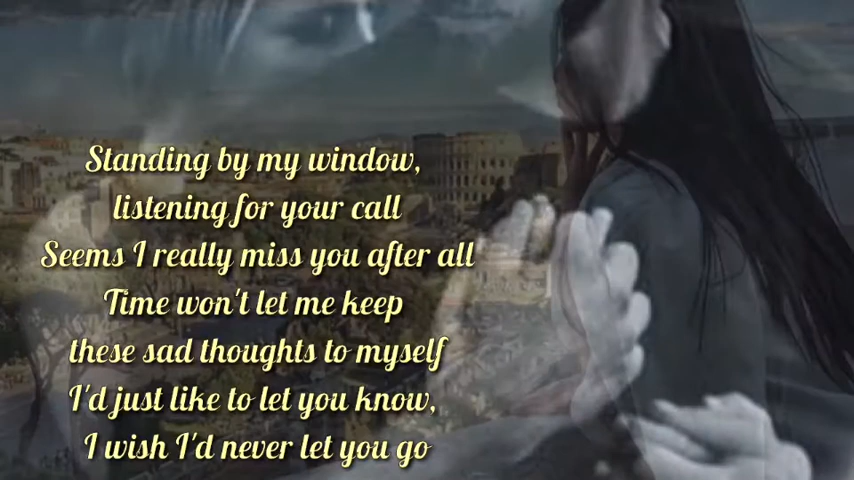 Standing by my window,
listening for your call
Seems I really miss you after all
Time won't let me keep
these sad thoughts to myself
I'd just like to let you know,
I wish I'd never let you go